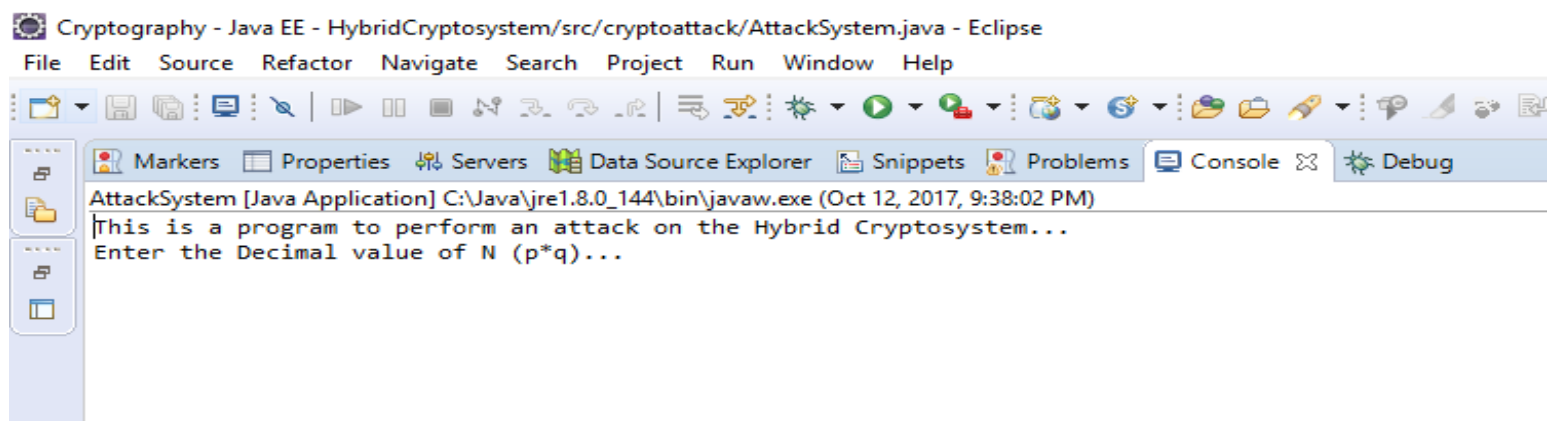 Cryptography - Java EE - HybridCryptosystem/src/cryptoattack/AttackSystem.java - Eclipse
File Edit Source Refactor Navigate Search Project Run Window Help
Markers Properties Servers Data Source Explorer Snippets Problems Console Debug
AttackSystem [Java Application] C:\Java\jre1.8.0_144\bin\javaw.exe (Oct 12, 2017, 9:38:02 PM)
This is a program to perform an attack on the Hybrid Cryptosystem...
Enter the Decimal value of N (p*q)...